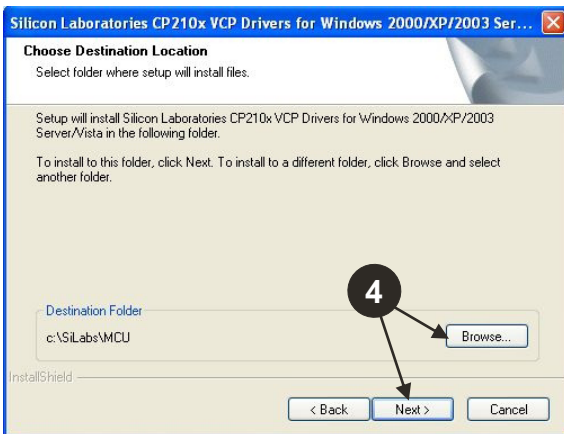 Silicon Laboratories CP210x VCP Drivers for Windows 2000/XP/2003 Ser...
Choose Destination Location
Select folder where setup will install files.
Setup will install Silicon Laboratories CP210x VCP Drivers for Windows 2000/XP/2003
Server/Vista in the following folder.
To install to this folder, click Next. To install to a different folder, click Browse and select
another folder.
4
Destination Folder
c:\SiLabs\MCU
Browse...
InstallShield
< Back
Next >
Cancel